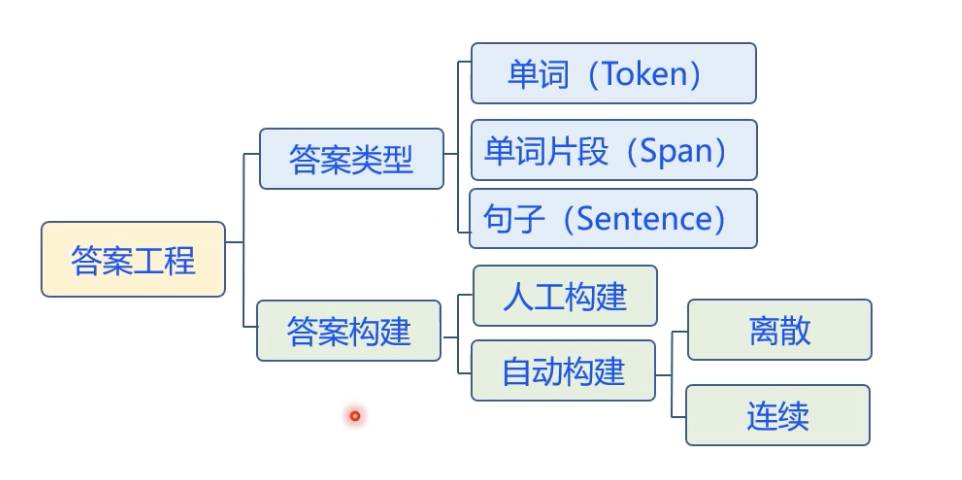 答案工程
答案类型
单词（Token）
单词片段（Span）
句子（Sentence）
答案构建
人工构建
自动构建
离散
连续